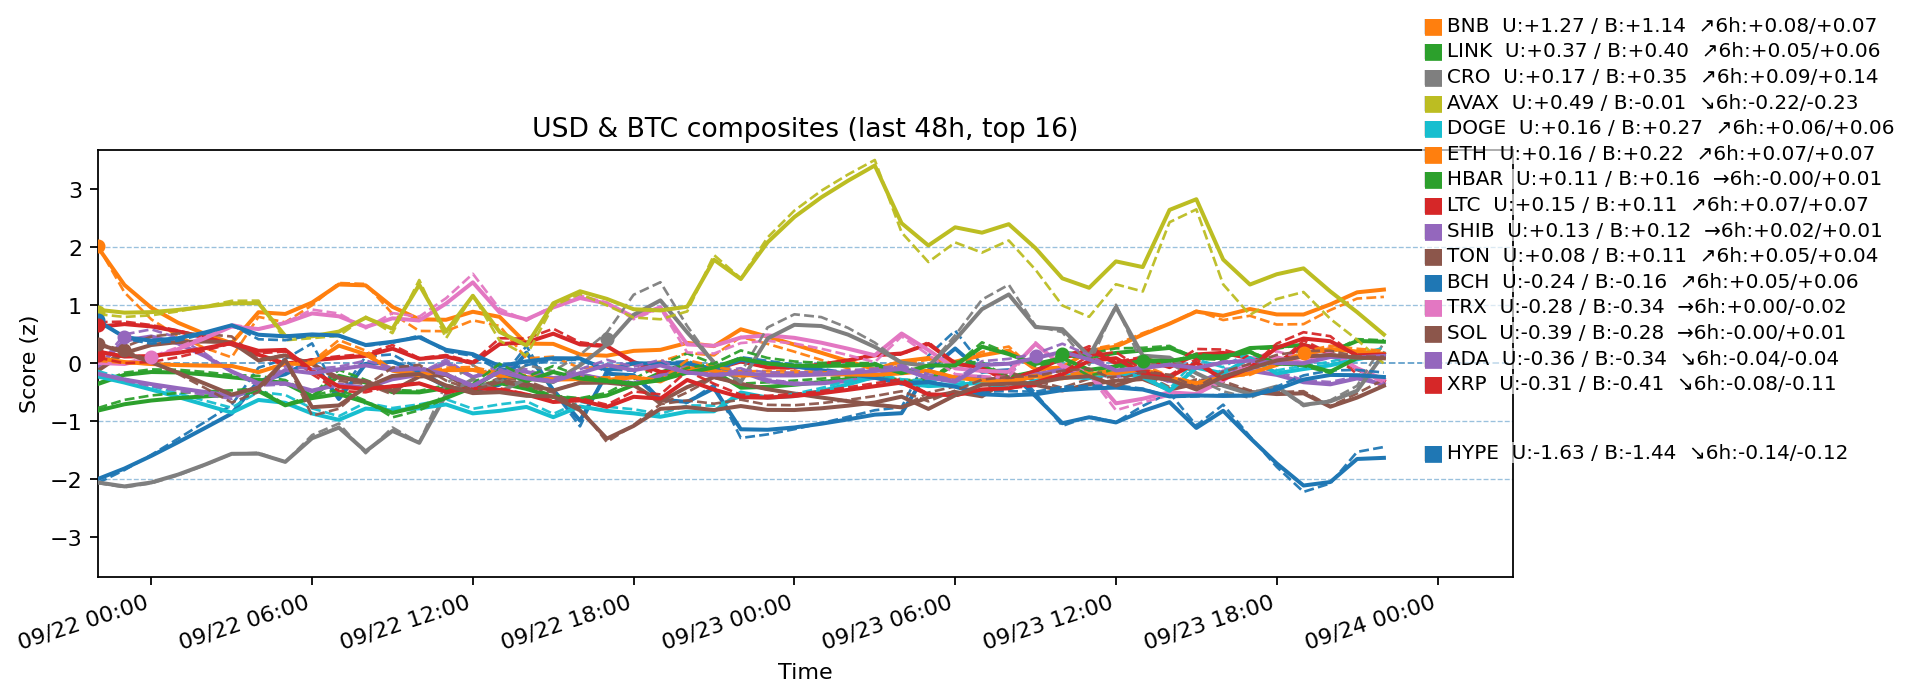 BNB U:+1.27 / B:+1.14 ↗6h:+0.08/+0.07
LINK U:+0.37 / B:+0.40 ↗6h:+0.05/+0.06
CRO U:+0.17 / B:+0.35 ↗6h:+0.09/+0.14
AVAX U:+0.49 / B:-0.01 ↘6h:-0.22/-0.23
DOGE U:+0.16 / B:+0.27 ↗6h:+0.06/+0.06
ETH U:+0.16 / B:+0.22 ↗6h:+0.07/+0.07
HBAR U:+0.11 / B:+0.16 →6h:-0.00/+0.01
LTC U:+0.15 / B:+0.11 ↗6h:+0.07/+0.07
SHIB U:+0.13 / B:+0.12 →6h:+0.02/+0.01
TON U:+0.08 / B:+0.11 ↗6h:+0.05/+0.04
BCH U:-0.24 / B:-0.16 ↗6h:+0.05/+0.06
TRX U:-0.28 / B:-0.34 →6h:+0.00/-0.02
SOL U:-0.39 / B:-0.28 →6h:-0.00/+0.01
ADA U:-0.36 / B:-0.34 ↘6h:-0.04/-0.04
XRP U:-0.31 / B:-0.41 ↘6h:-0.08/-0.11
HYPE U:-1.63 / B:-1.44 ↘6h:-0.14/-0.12
USD & BTC composites (last 48h, top 16)
Score (z)
3
2
1
0
−1
−2
−3
09/22 00:00
09/22 06:00
09/22 12:00
09/22 18:00
09/23 00:00
09/23 06:00
09/23 12:00
09/23 18:00
09/24 00:00
Time